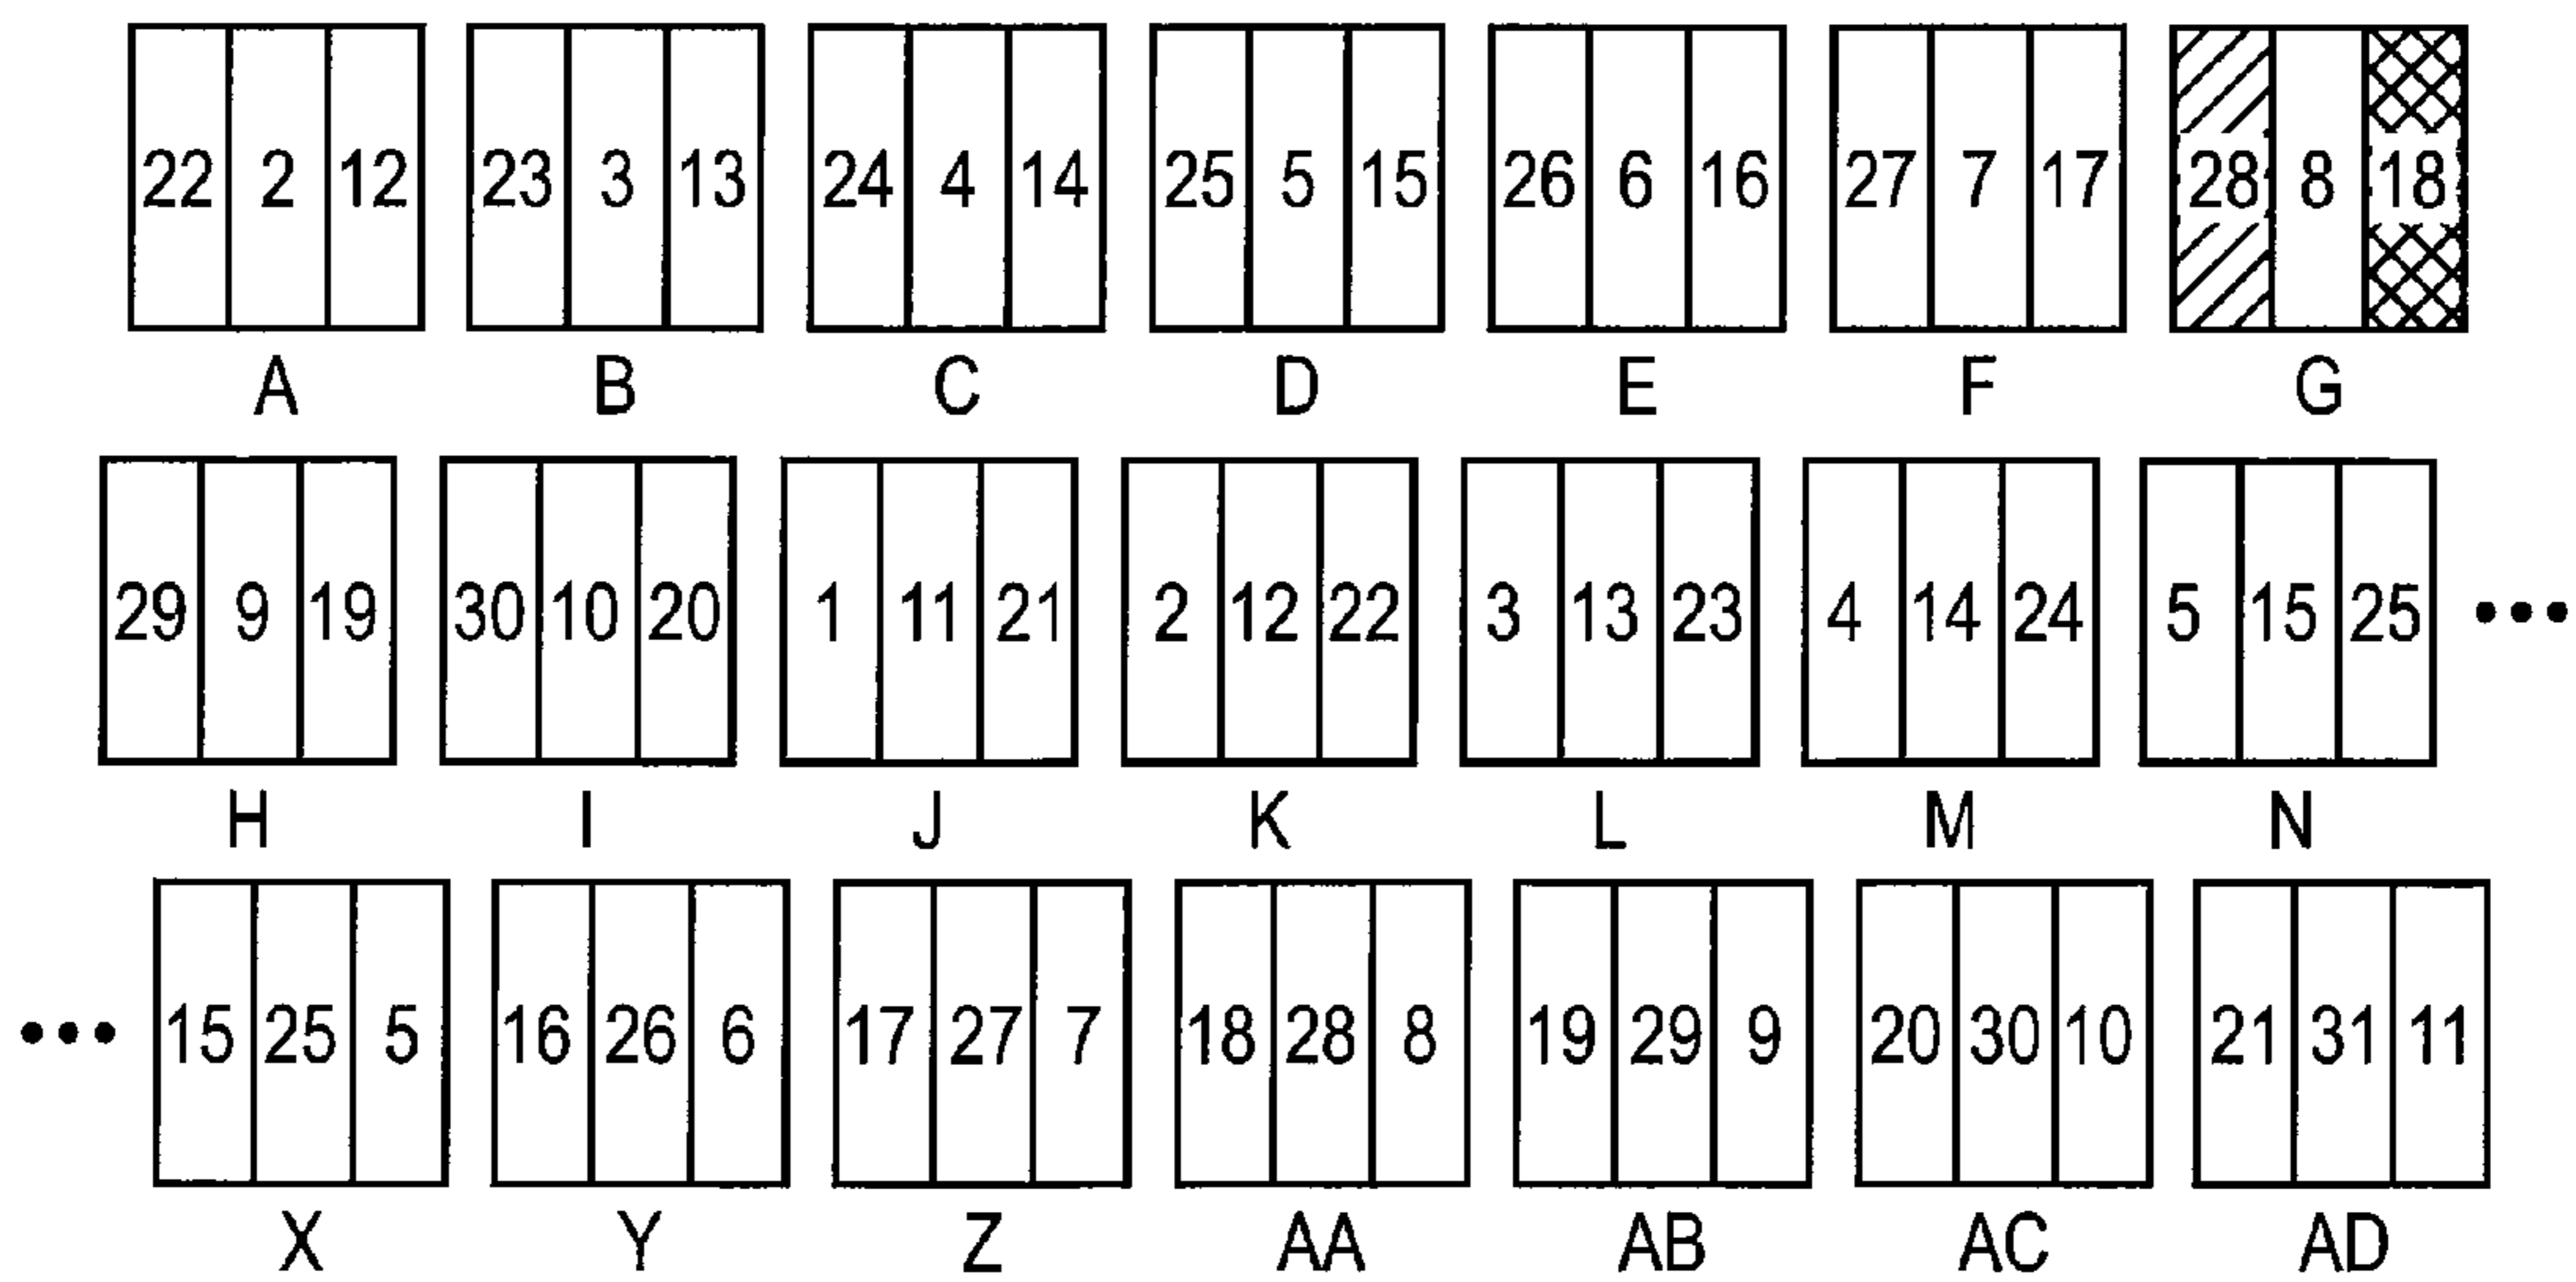 22 2 12 23 3 13 24 4 14 25 5 15 26 6 16 27 7 17 28 8 18
A B C D E F G
29 9 19 30 10 20 1 11 21 2 12 22 3 13 23 4 14 24 5 15 25 •••
H I J K L M N
••• 15 25 5 16 26 6 17 27 7 18 28 8 19 29 9 20 30 10 21 31 11
X Y Z AA AB AC AD